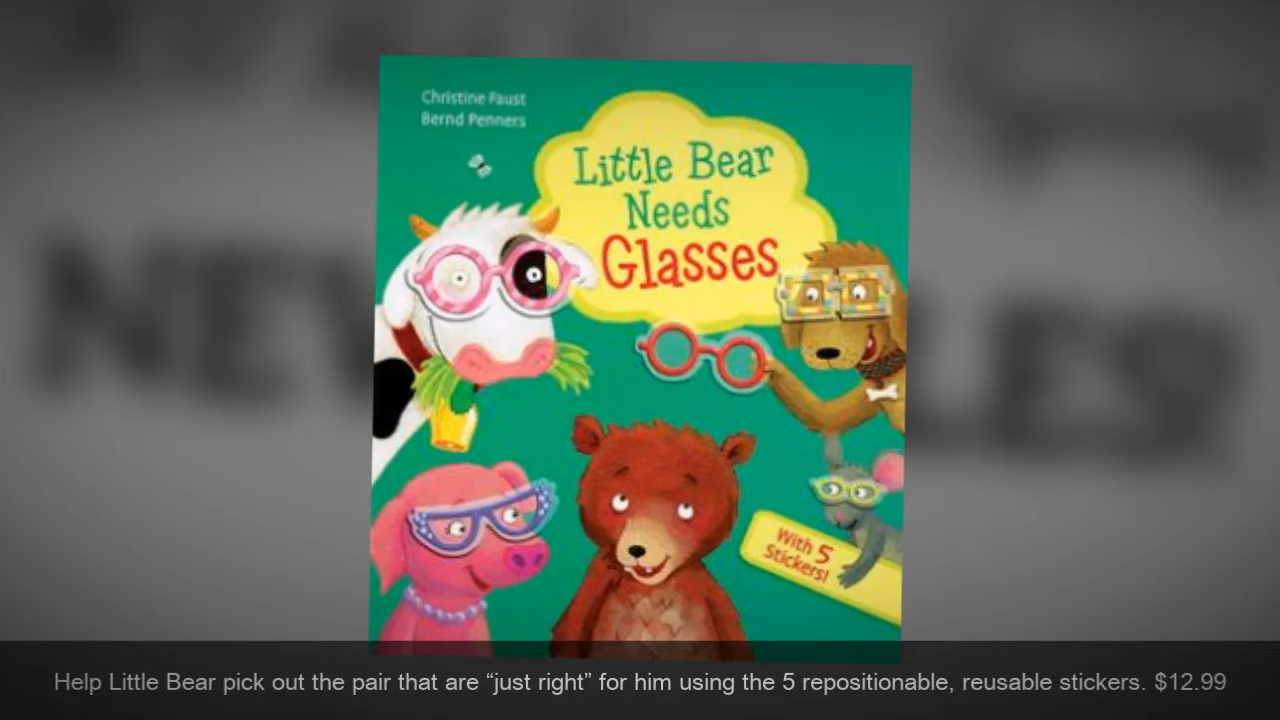 Christine Faust
Bernd Penners
Little Bear
Needs
Glasses
With 5
Stickers!
Help Little Bear pick out the pair that are “just right” for him using the 5 repositionable, reusable stickers. $12.99